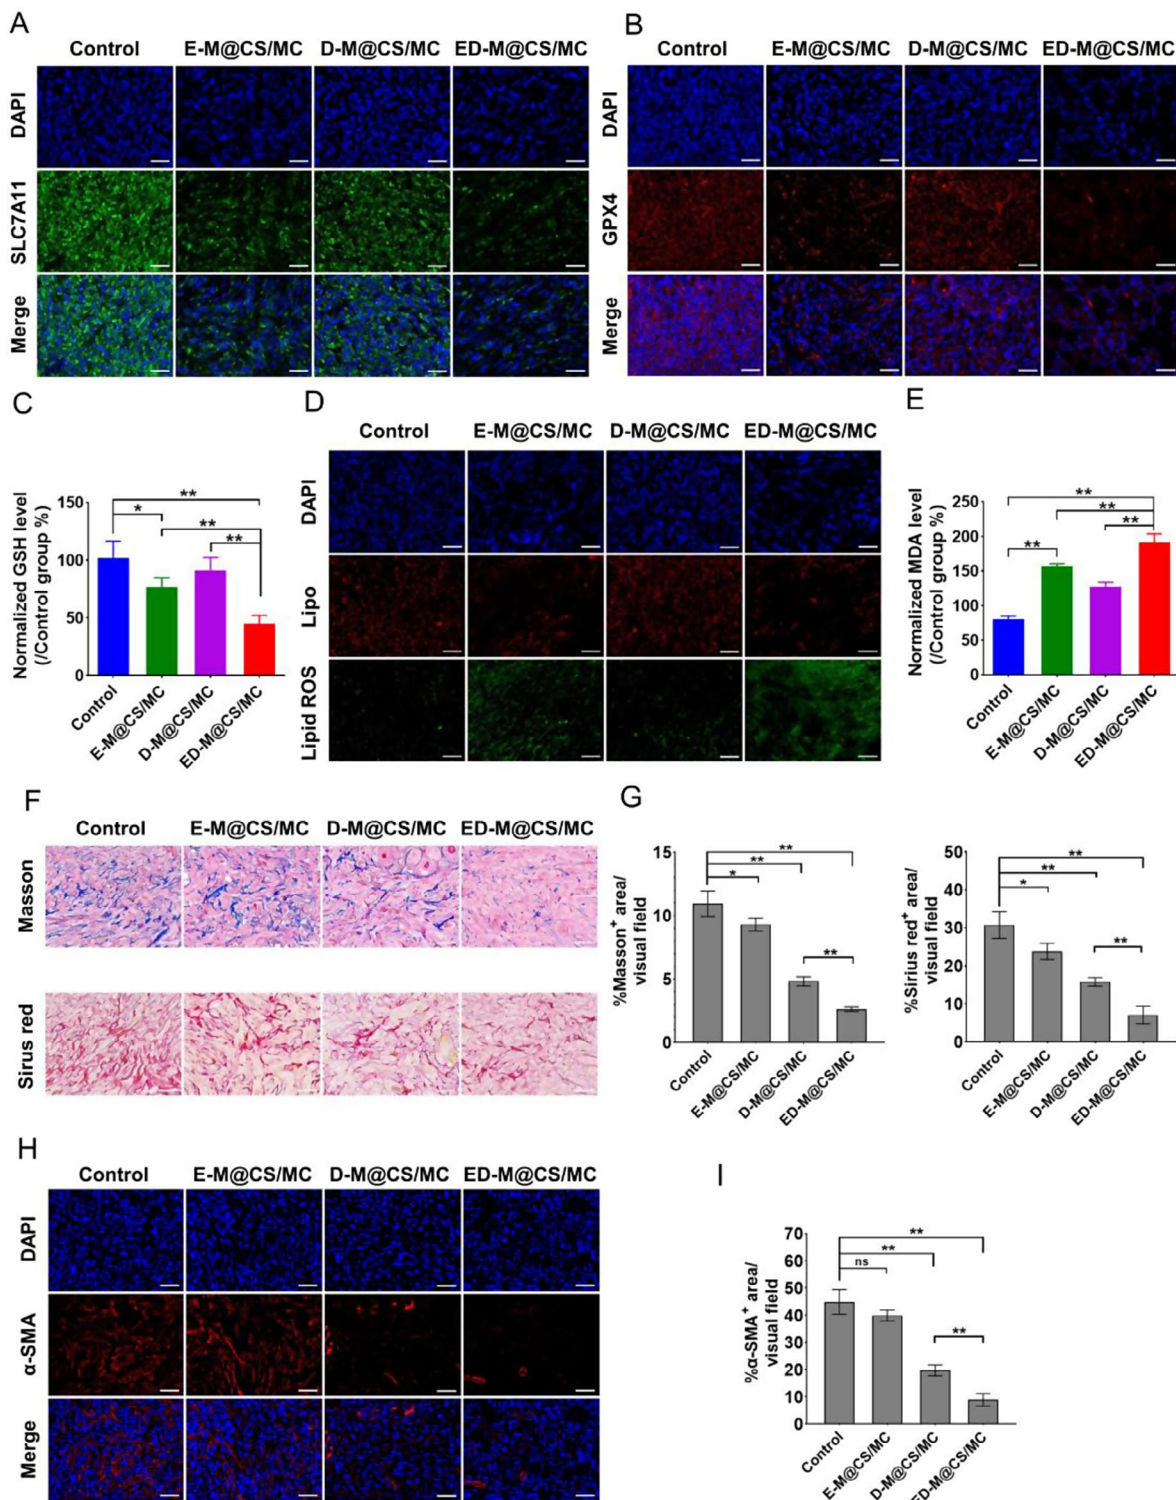 A
Control E-M@CS/MC D-M@CS/MC ED-M@CS/MC
DAPI
SLC7A11
Merge
B
Control E-M@CS/MC D-M@CS/MC ED-M@CS/MC
DAPI
GPX4
Merge
C
Normalized GSH level
(/Control group %)
150
100
50
0
**
*
**
**
Control
E-M@CS/MC
D-M@CS/MC
ED-M@CS/MC
D
Control E-M@CS/MC D-M@CS/MC ED-M@CS/MC
DAPI
Lipo
Lipid ROS
E
Normalized MDA level
(/Control group %)
250
200
150
100
50
0
**
**
**
**
Control
E-M@CS/MC
D-M@CS/MC
ED-M@CS/MC
F
Control E-M@CS/MC D-M@CS/MC ED-M@CS/MC
Masson
Sirus red
G
%Masson+ area/
visual field
15
10
5
0
**
**
*
**
Control
E-M@CS/MC
D-M@CS/MC
ED-M@CS/MC
%Sirius red+ area/
visual field
50
40
30
20
10
0
**
**
*
**
Control
E-M@CS/MC
D-M@CS/MC
ED-M@CS/MC
H
Control E-M@CS/MC D-M@CS/MC ED-M@CS/MC
DAPI
α-SMA
Merge
I
%α-SMA+ area/
visual field
70
60
50
40
30
20
10
0
**
**
ns
**
Control
E-M@CS/MC
D-M@CS/MC
ED-M@CS/MC